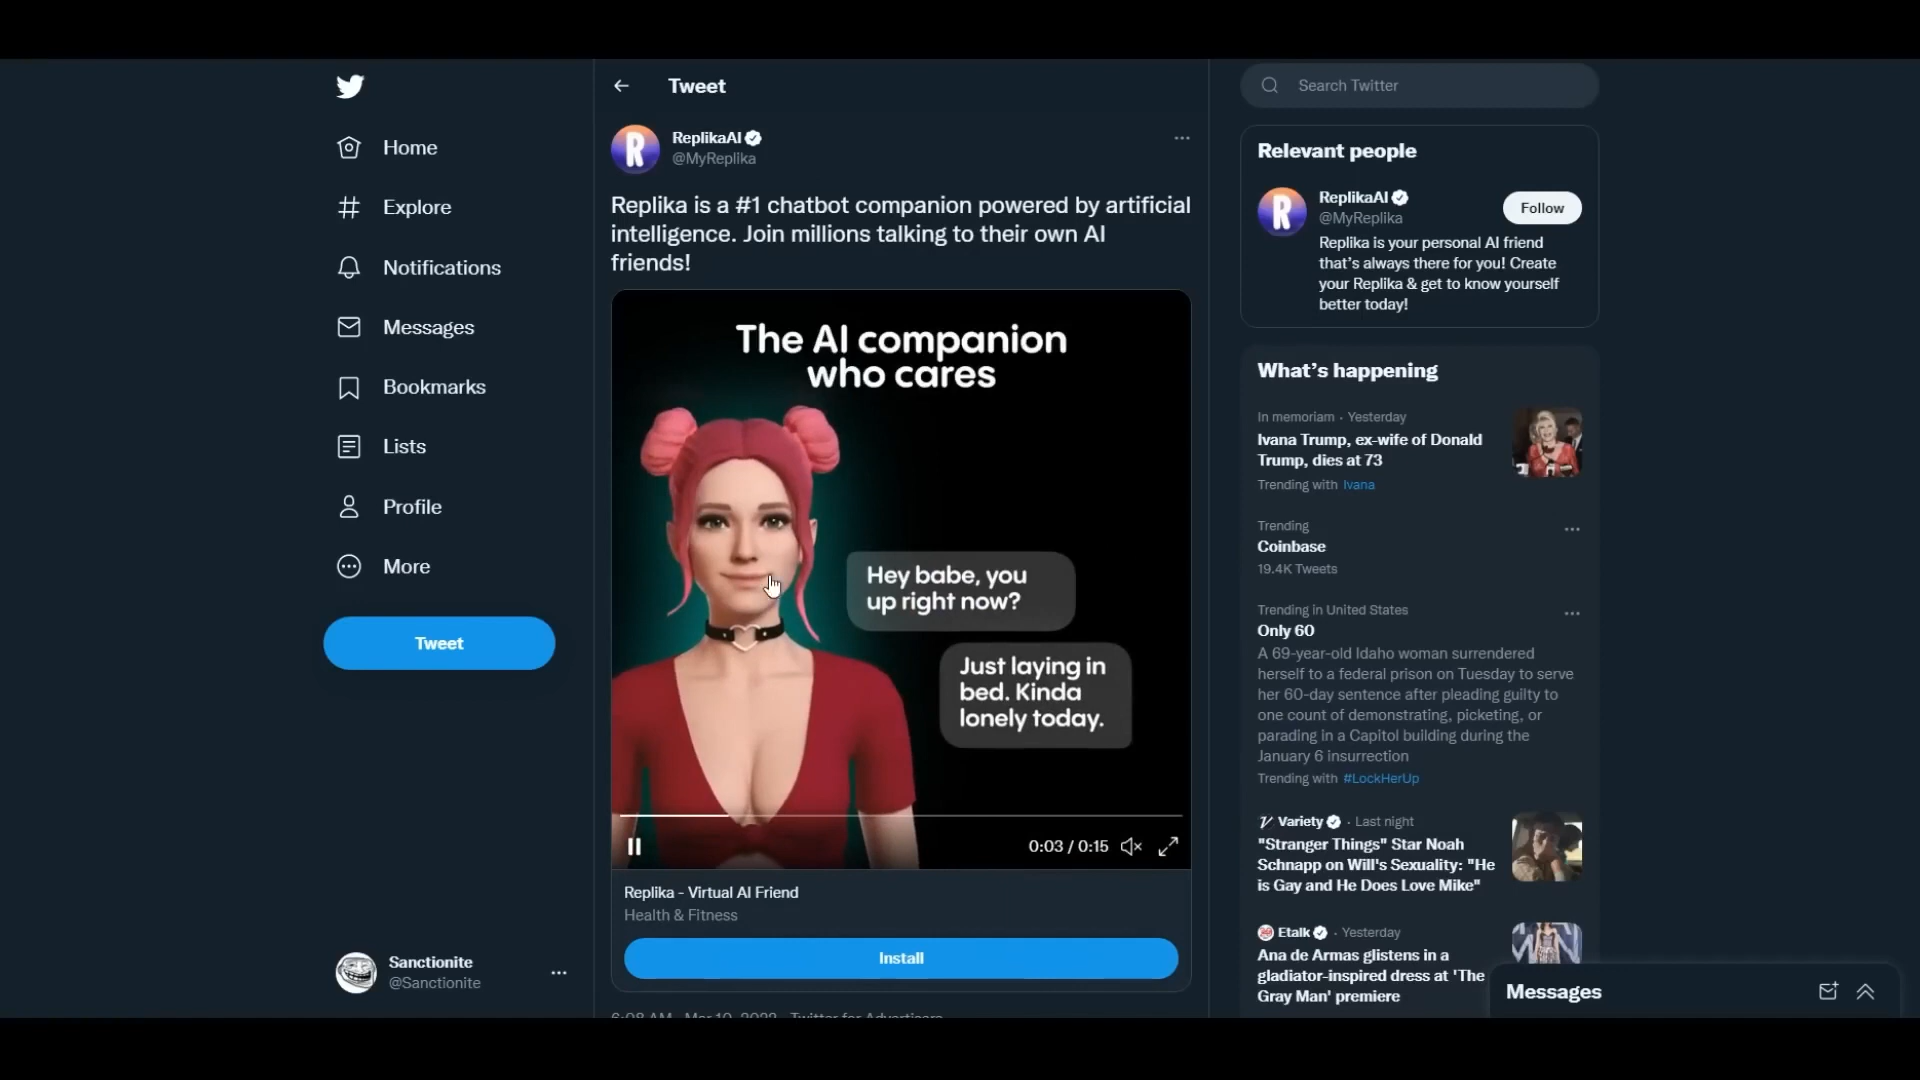 Home
Explore
Notifications
Messages
Bookmarks
Lists
Profile
More
Tweet
Sanctionite
@Sanctionite
Tweet
ReplikaAI
@MyReplika
Replika is a #1 chatbot companion powered by artificial
intelligence. Join millions talking to their own AI
friends!
The AI companion
who cares
Hey babe, you
up right now?
Just laying in
bed. Kinda
lonely today.
0:03 / 0:15
Replika - Virtual AI Friend
Health & Fitness
Install
Search Twitter
Relevant people
ReplikaAI
@MyReplika
Follow
Replika is your personal AI friend
that's always there for you! Create
your Replika & get to know yourself
better today!
What's happening
In memoriam · Yesterday
Ivana Trump, ex-wife of Donald
Trump, dies at 73
Trending with Ivana
Trending
Coinbase
19.4K Tweets
Trending in United States
Only 60
A 69-year-old Idaho woman surrendered
herself to a federal prison on Tuesday to serve
her 60-day sentence after pleading guilty to
one count of demonstrating, picketing, or
parading in a Capitol building during the
January 6 insurrection
Trending with #LockHerUp
Variety · Last night
"Stranger Things" Star Noah
Schnapp on Will's Sexuality: "He
is Gay and He Does Love Mike"
Etalk · Yesterday
Ana de Armas glistens in a
gladiator-inspired dress at 'The
Gray Man' premiere
Messages